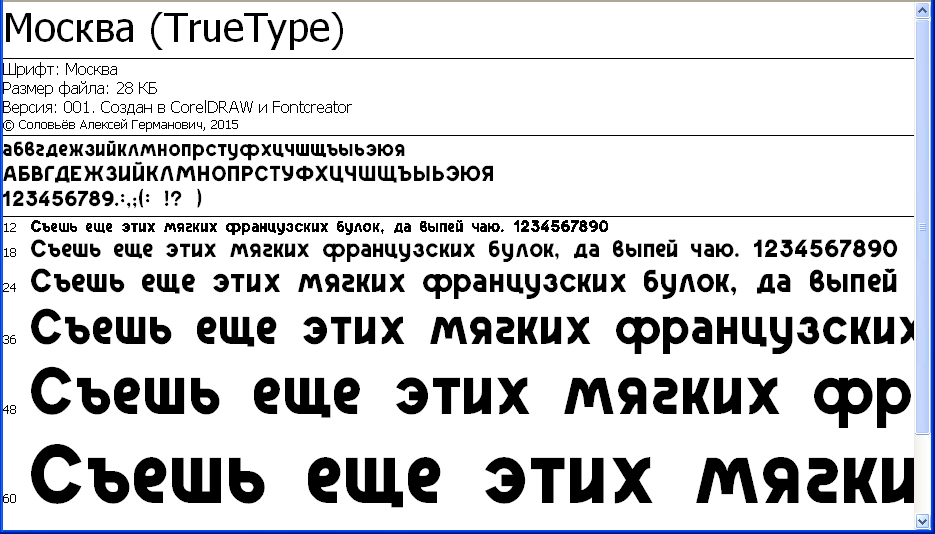 Москва (TrueType)
Шрифт: Москва
Размер файла: 28 КБ
Версия: 001. Создан в CorelDRAW и Fontcreator
© Соловьёв Алексей Германович, 2015
абвгдежзийклмнопрстуфхцчшщъыьэюя
АБВГДЕЖЗИЙКЛМНОПРСТУФХЦЧШЩЪЫЬЭЮЯ
123456789.:,;(: !? )
12 Съешь еще этих мягких французских булок, да выпей чаю. 1234567890
18 Съешь еще этих мягких французских булок, да выпей чаю. 1234567890
24 Съешь еще этих мягких французских булок, да выпей
36 Съешь еще этих мягких французских
48 Съешь еще этих мягких фр
60 Съешь еще этих мягки